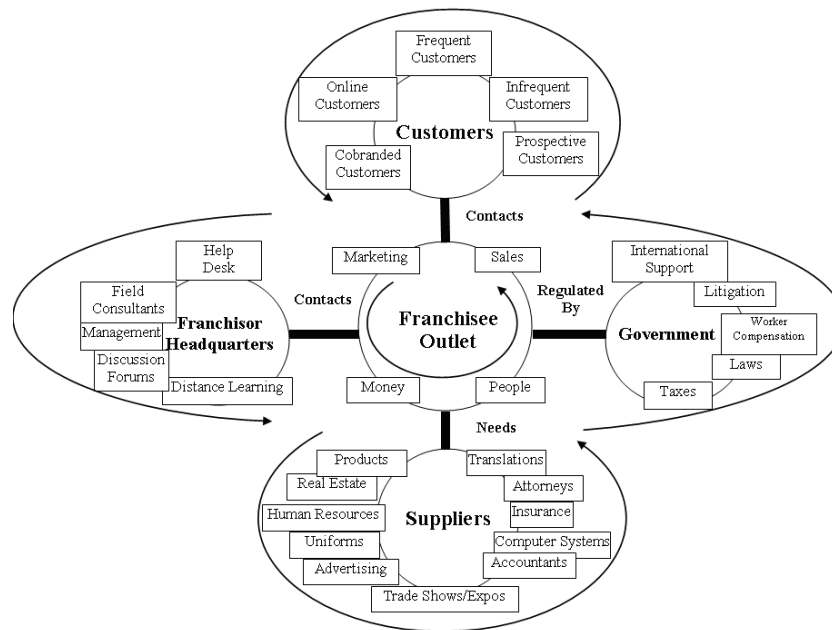 Frequent
Customers
Online
Customers
Infrequent
Customers
Customers
Cobranded
Customers
Prospective
Customers
Contacts
Help
Desk
Field
Consultants
Management
Discussion
Forums
Distance Learning
Franchisor
Headquarters
Contacts
Marketing
Sales
Franchisee
Outlet
Money
People
Regulated
By
International
Support
Litigation
Worker
Compensation
Government
Laws
Taxes
Needs
Products
Translations
Real Estate
Attorneys
Human Resources
Insurance
Suppliers
Uniforms
Computer Systems
Advertising
Accountants
Trade Shows/Expos